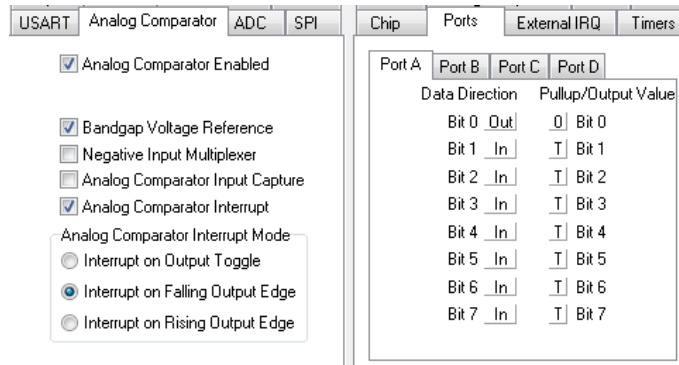 USART Analog Comparator ADC SPI
Analog Comparator Enabled
Bandgap Voltage Reference
Negative Input Multiplexer
Analog Comparator Input Capture
Analog Comparator Interrupt
Analog Comparator Interrupt Mode
Interrupt on Output Toggle
Interrupt on Falling Output Edge
Interrupt on Rising Output Edge
Chip Ports External IRQ Timers
Port A Port B Port C Port D
Data Direction Pullup/Output Value
Bit 0 Out 0 Bit 0
Bit 1 In T Bit 1
Bit 2 In T Bit 2
Bit 3 In T Bit 3
Bit 4 In T Bit 4
Bit 5 In T Bit 5
Bit 6 In T Bit 6
Bit 7 In T Bit 7